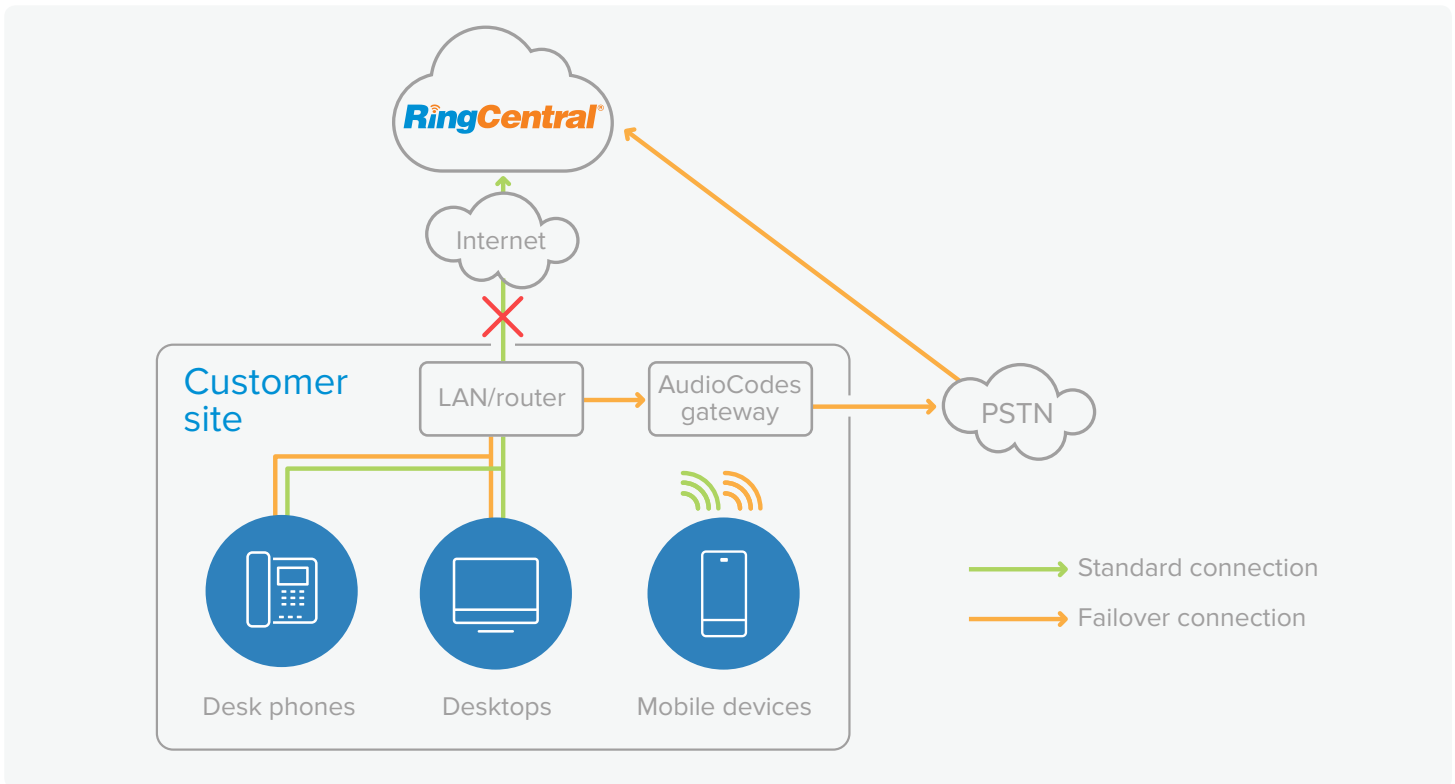 RingCentral®
Internet
Customer
site
LAN/router
AudioCodes
gateway
PSTN
Standard connection
Failover connection
Desk phones
Desktops
Mobile devices